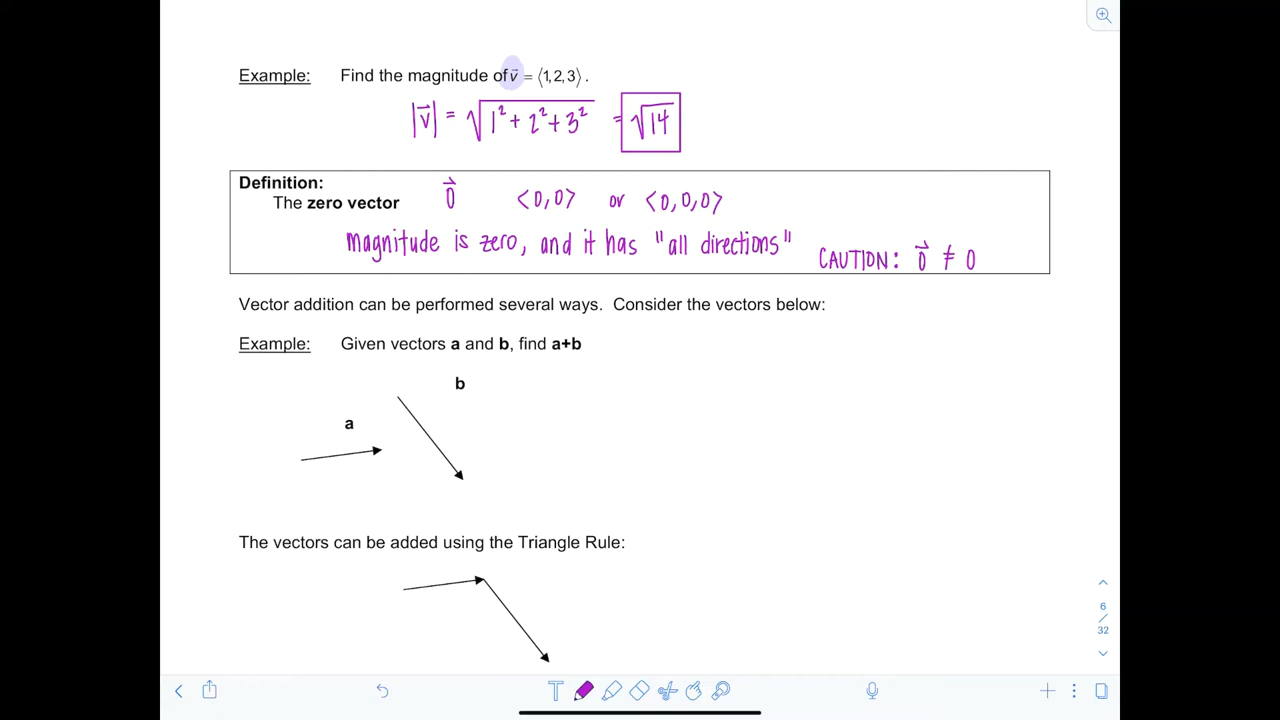 Example: Find the magnitude of v⃗ = ⟨1,2,3⟩ .
|v⃗| = √(1² + 2² + 3²) = √14
Definition:
The zero vector 0⃗ <0,0> or <0,0,0>
magnitude is zero, and it has "all directions"
CAUTION: 0⃗ ≠ 0
Vector addition can be performed several ways. Consider the vectors below:
Example: Given vectors a and b, find a+b
b
a
The vectors can be added using the Triangle Rule:
6
/
32
T